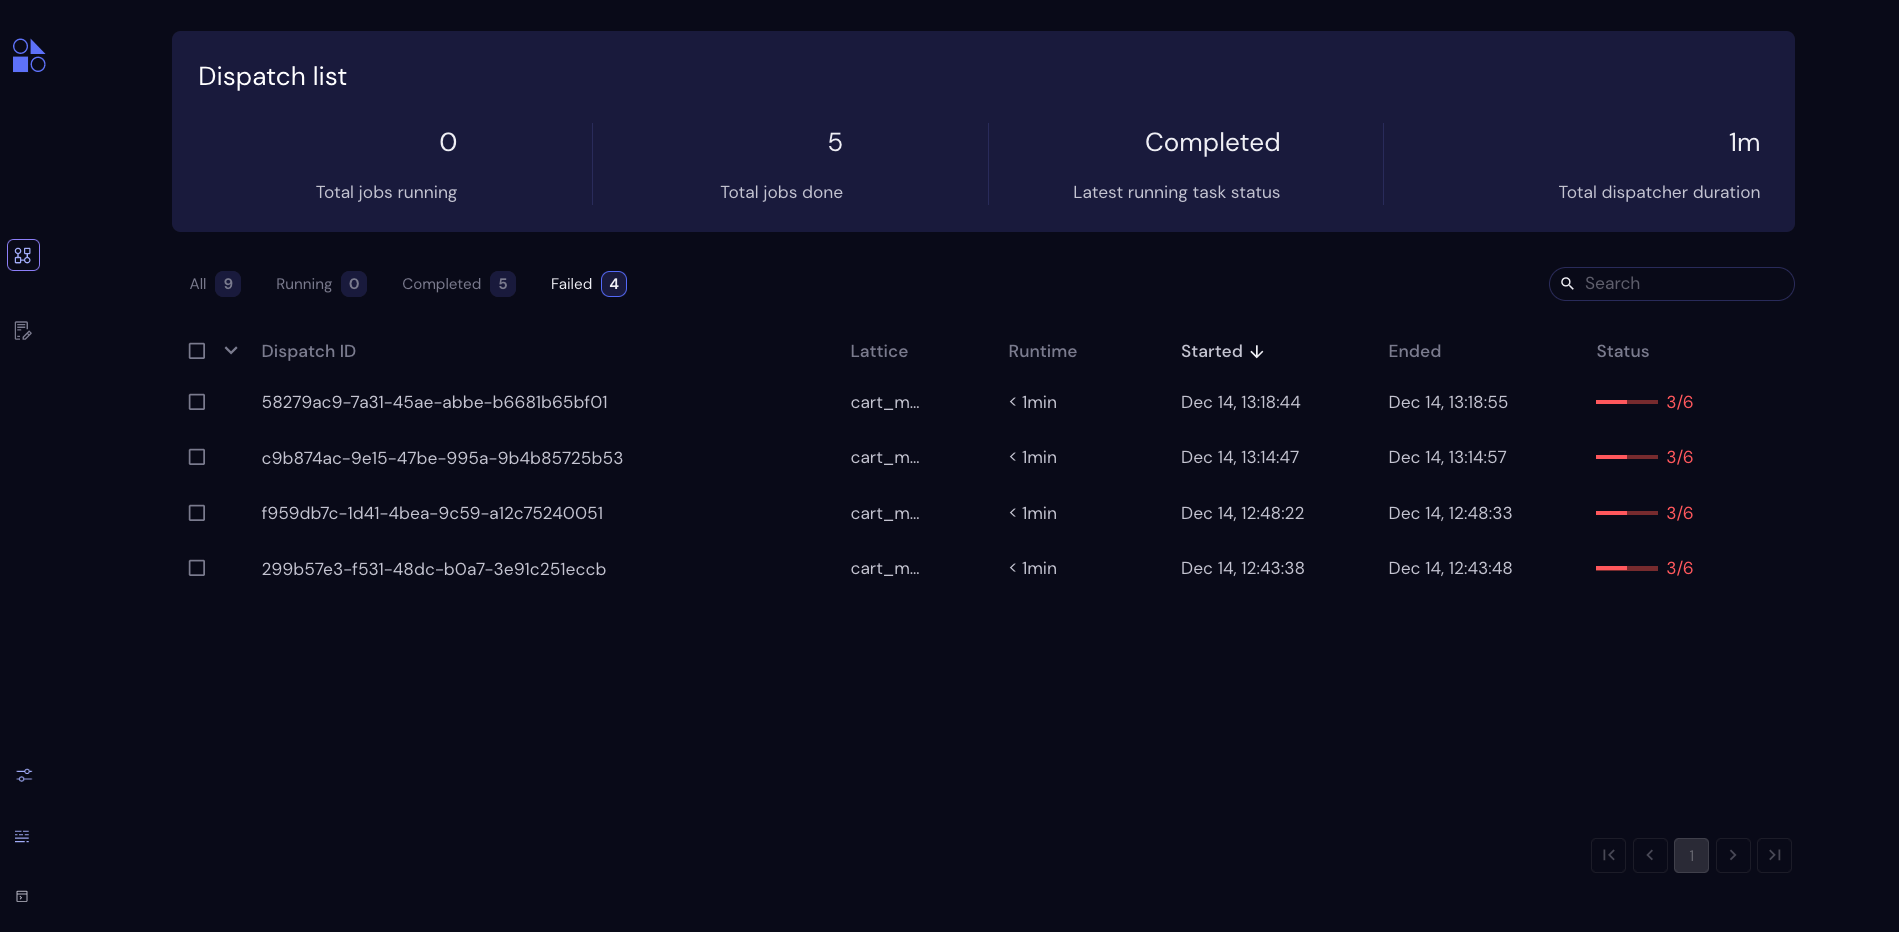 Dispatch list
0 5 Completed 1m
Total jobs running Total jobs done Latest running task status Total dispatcher duration
All 9 Running 0 Completed 5 Failed 4 Search
Dispatch ID Lattice Runtime Started Ended Status
58279ac9-7a31-45ae-abbe-b6681b65bf01 cart_m... < 1min Dec 14, 13:18:44 Dec 14, 13:18:55 3/6
c9b874ac-9e15-47be-995a-9b4b85725b53 cart_m... < 1min Dec 14, 13:14:47 Dec 14, 13:14:57 3/6
f959db7c-1d41-4bea-9c59-a12c75240051 cart_m... < 1min Dec 14, 12:48:22 Dec 14, 12:48:33 3/6
299b57e3-f531-48dc-b0a7-3e91c251eccb cart_m... < 1min Dec 14, 12:43:38 Dec 14, 12:43:48 3/6
1